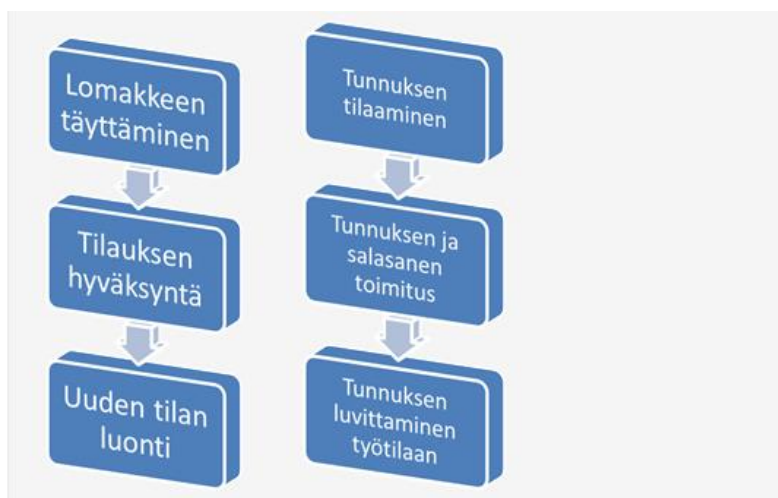 Lomakkeen
täyttäminen
Tilauksen
hyväksyntä
Uuden tilan
luonti
Tunnuksen
tilaaminen
Tunnuksen ja
salasanen
toimitus
Tunnuksen
luvittaminen
työtilaan